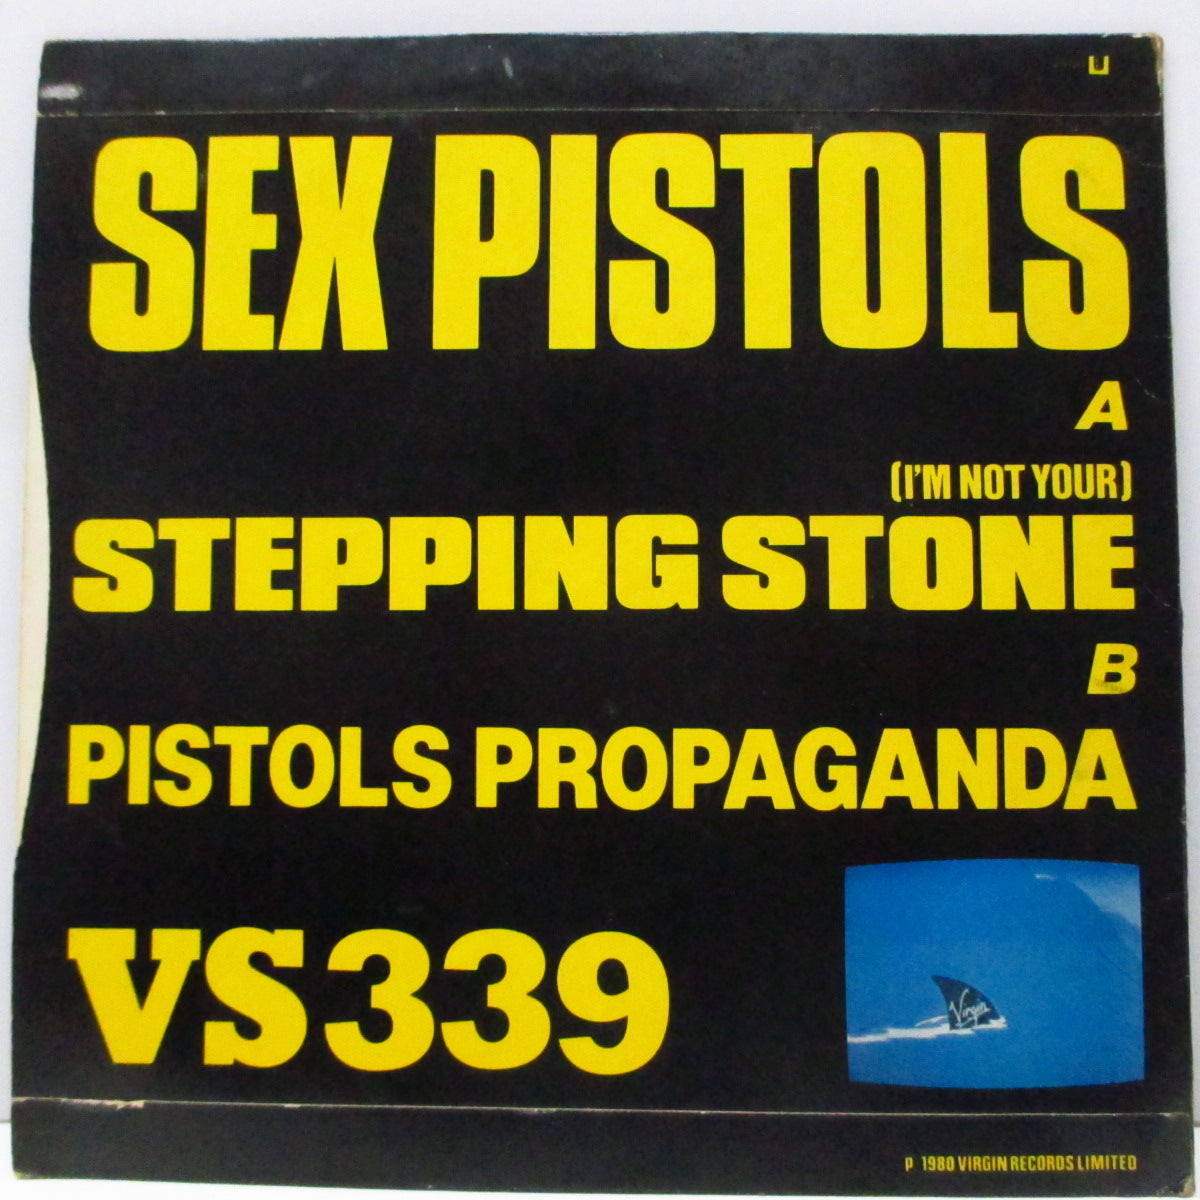 U
SEX PISTOLS
A
(I'M NOT YOUR)
STEPPING STONE
B
PISTOLS PROPAGANDA
VS339
Virgin
P 1980 VIRGIN RECORDS LIMITED